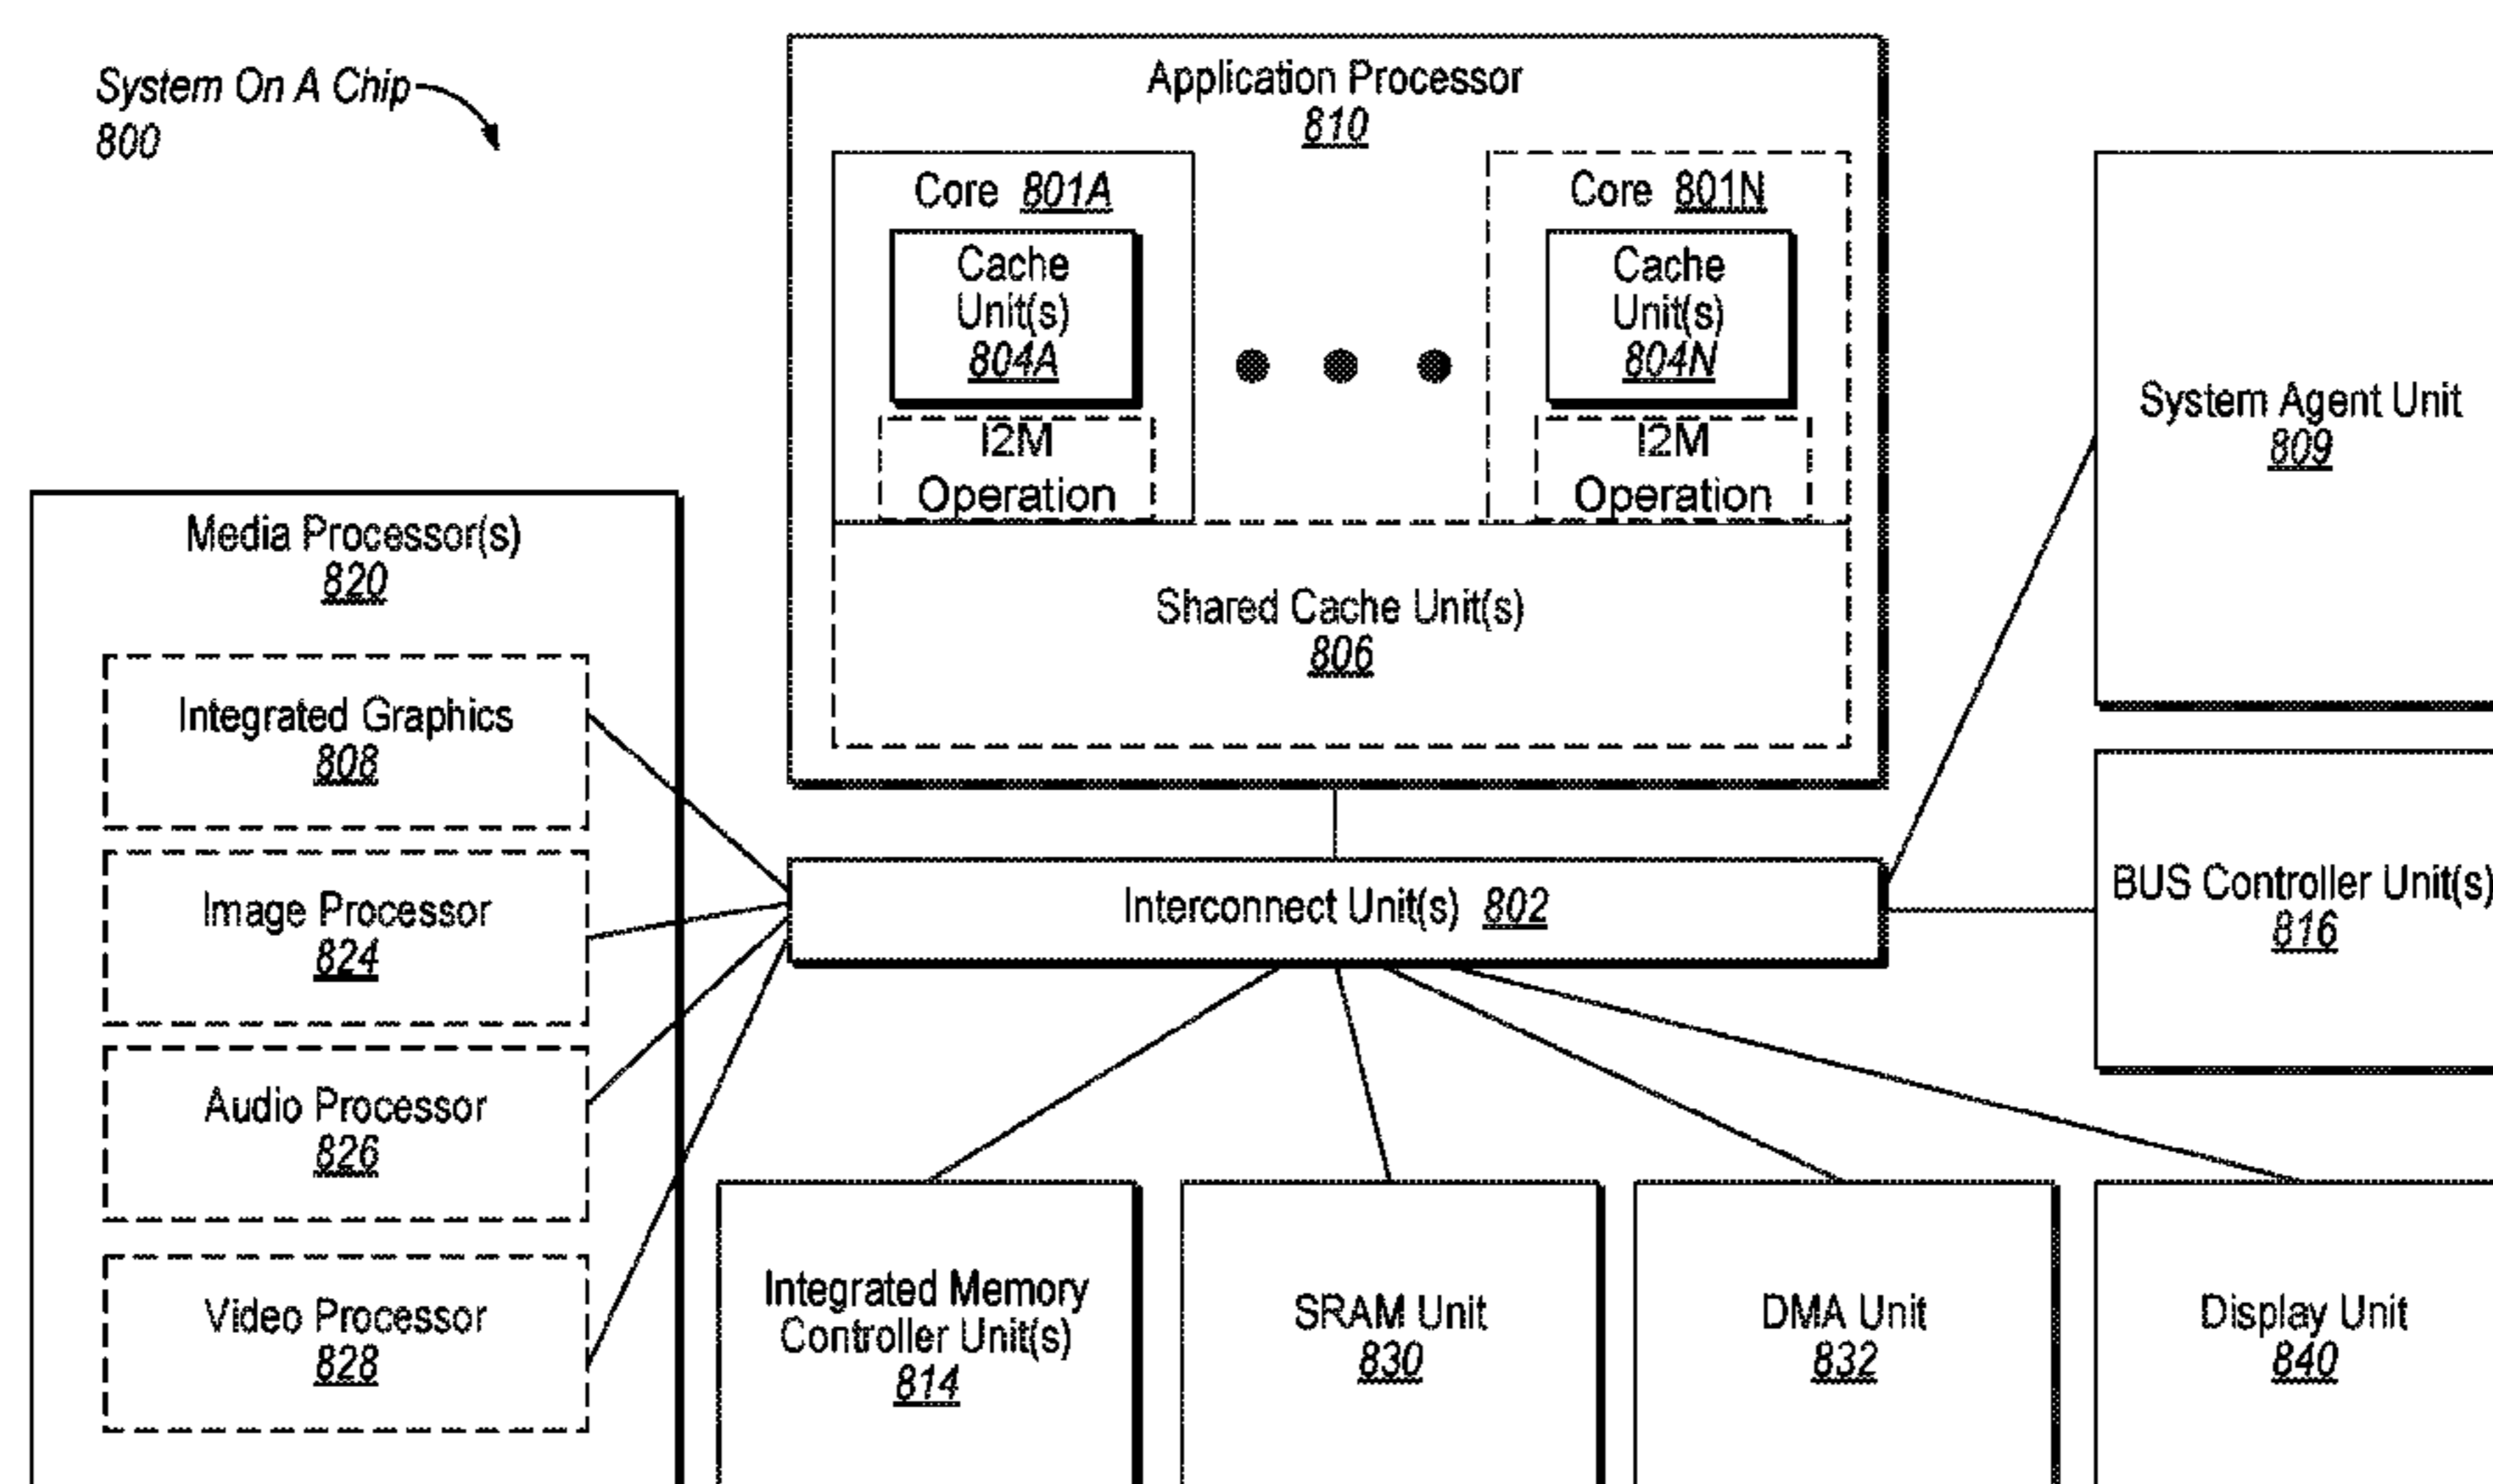 System On A Chip
800
Application Processor
810
Core 801A
Cache
Unit(s)
804A
I2M
Operation
Core 801N
Cache
Unit(s)
804N
I2M
Operation
Shared Cache Unit(s)
806
System Agent Unit
809
Media Processor(s)
820
Integrated Graphics
808
Image Processor
824
Audio Processor
826
Video Processor
828
Interconnect Unit(s) 802
BUS Controller Unit(s)
816
Integrated Memory
Controller Unit(s)
814
SRAM Unit
830
DMA Unit
832
Display Unit
840